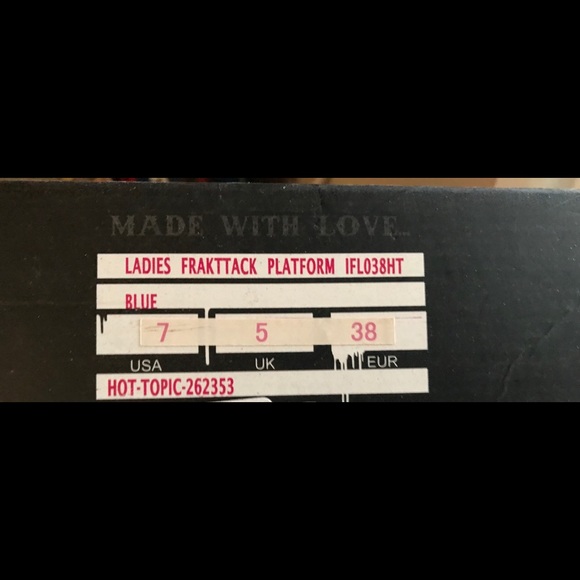 MADE WITH LOVE...
LADIES FRAKTTACK PLATFORM IFL038HT
BLUE
7 5 38
USA UK EUR
HOT-TOPIC-262353